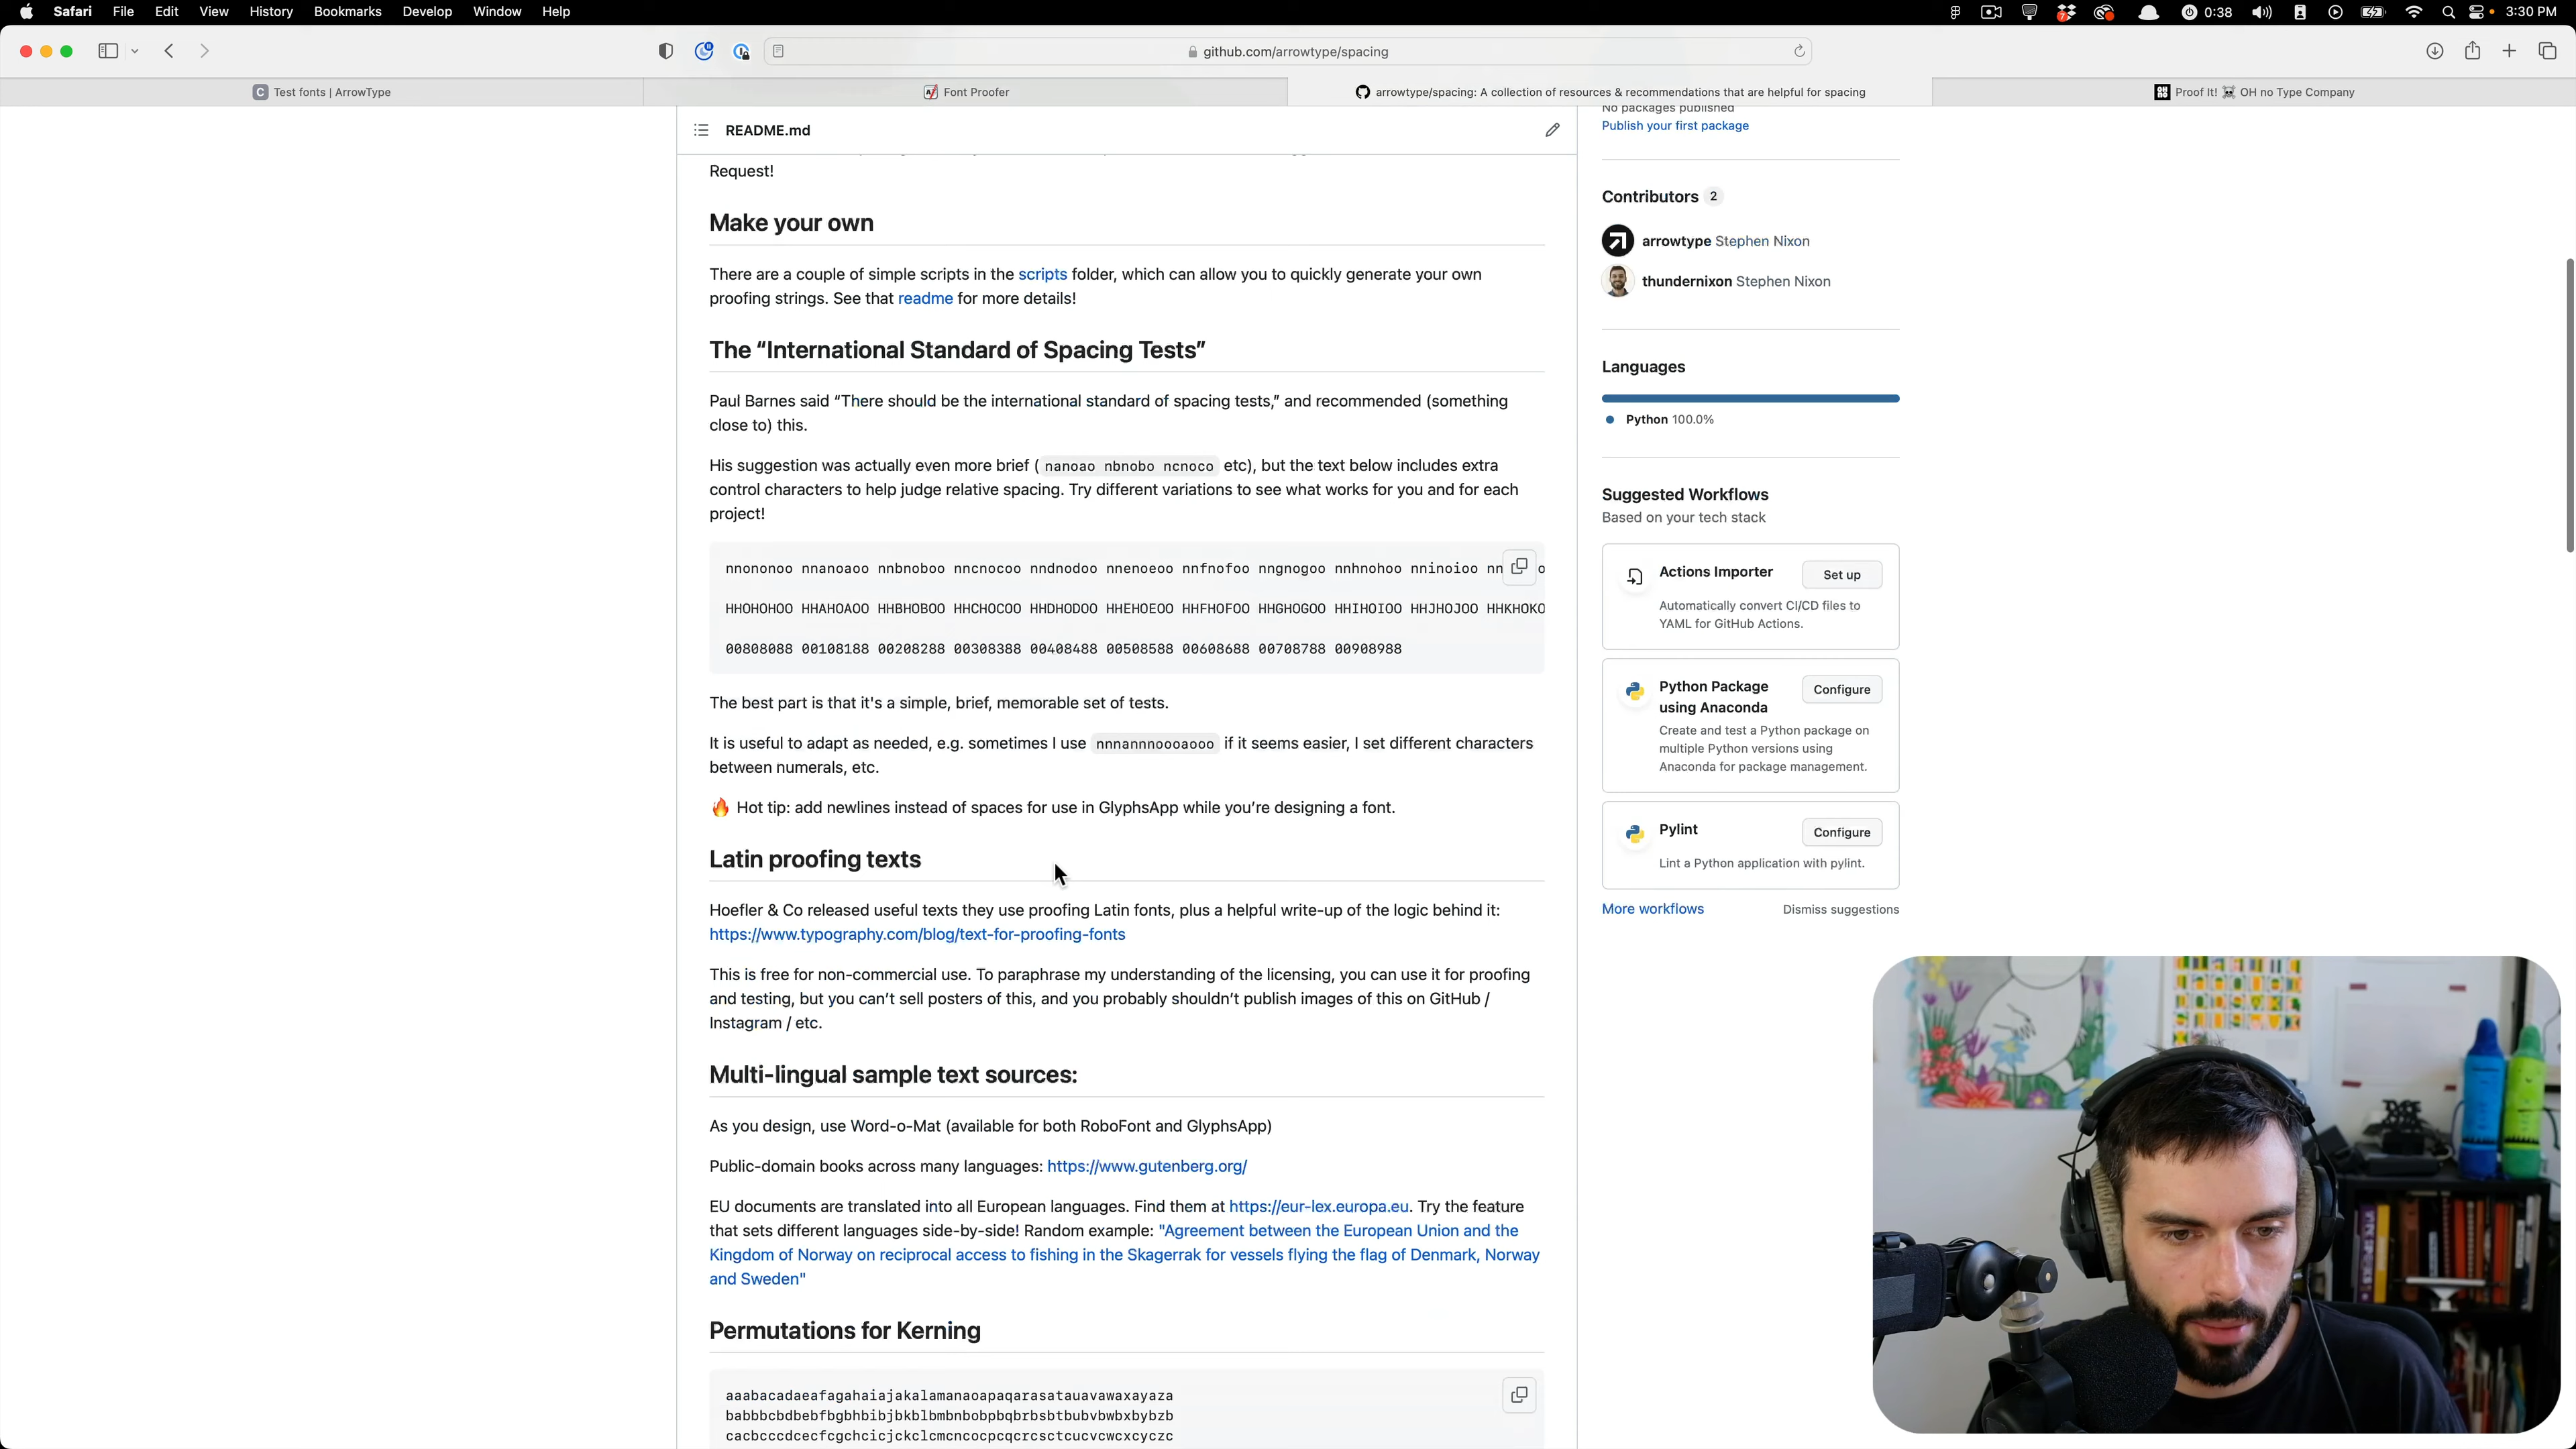 Safari File Edit View History Bookmarks Develop Window Help
7
0:38
3:30 PM
github.com/arrowtype/spacing
C Test fonts | ArrowType
Font Proofer
arrowtype/spacing: A collection of resources & recommendations that are helpful for spacing
OH no Proof It! ☠️ OH no Type Company
README.md
Request!
Make your own
There are a couple of simple scripts in the scripts folder, which can allow you to quickly generate your own
proofing strings. See that readme for more details!
The “International Standard of Spacing Tests”
Paul Barnes said “There should be the international standard of spacing tests,” and recommended (something
close to) this.
His suggestion was actually even more brief ( nanoao nbnobo ncnoco etc), but the text below includes extra
control characters to help judge relative spacing. Try different variations to see what works for you and for each
project!
nnononoo nnanoaoo nnbnoboo nncnocoo nndnodoo nnenoeoo nnfnofoo nngnogoo nnhnohoo nninoioo nn
HHOHOHOO HHAHOAOO HHBHOBOO HHCHOCOO HHDHODOO HHEHOEOO HHFHOFOO HHGHOGOO HHIHOIOO HHJHOJOO HHKHOKO
00808088 00108188 00208288 00308388 00408488 00508588 00608688 00708788 00908988
The best part is that it's a simple, brief, memorable set of tests.
It is useful to adapt as needed, e.g. sometimes I use nnnannnoooaooo if it seems easier, I set different characters
between numerals, etc.
🔥 Hot tip: add newlines instead of spaces for use in GlyphsApp while you’re designing a font.
Latin proofing texts
Hoefler & Co released useful texts they use proofing Latin fonts, plus a helpful write-up of the logic behind it:
https://www.typography.com/blog/text-for-proofing-fonts
This is free for non-commercial use. To paraphrase my understanding of the licensing, you can use it for proofing
and testing, but you can’t sell posters of this, and you probably shouldn’t publish images of this on GitHub /
Instagram / etc.
Multi-lingual sample text sources:
As you design, use Word-o-Mat (available for both RoboFont and GlyphsApp)
Public-domain books across many languages: https://www.gutenberg.org/
EU documents are translated into all European languages. Find them at https://eur-lex.europa.eu. Try the feature
that sets different languages side-by-side! Random example: "Agreement between the European Union and the
Kingdom of Norway on reciprocal access to fishing in the Skagerrak for vessels flying the flag of Denmark, Norway
and Sweden"
Permutations for Kerning
aaabacadaeafagahaiajakalamanaoapaqarasatauavawaxayaza
babbbcbdbebfbgbhbibjbkblbmbnbobpbqbrbsbtbubvbwbxbybzb
cacbcccdcecfcgchcicjckclcmcncocpcqcrcsctcucvcwcxcyczc
No packages published
Publish your first package
Contributors 2
arrowtype Stephen Nixon
thundernixon Stephen Nixon
Languages
Python 100.0%
Suggested Workflows
Based on your tech stack
Actions Importer Set up
Automatically convert CI/CD files to
YAML for GitHub Actions.
Python Package Configure
using Anaconda
Create and test a Python package on
multiple Python versions using
Anaconda for package management.
Pylint Configure
Lint a Python application with pylint.
More workflows Dismiss suggestions